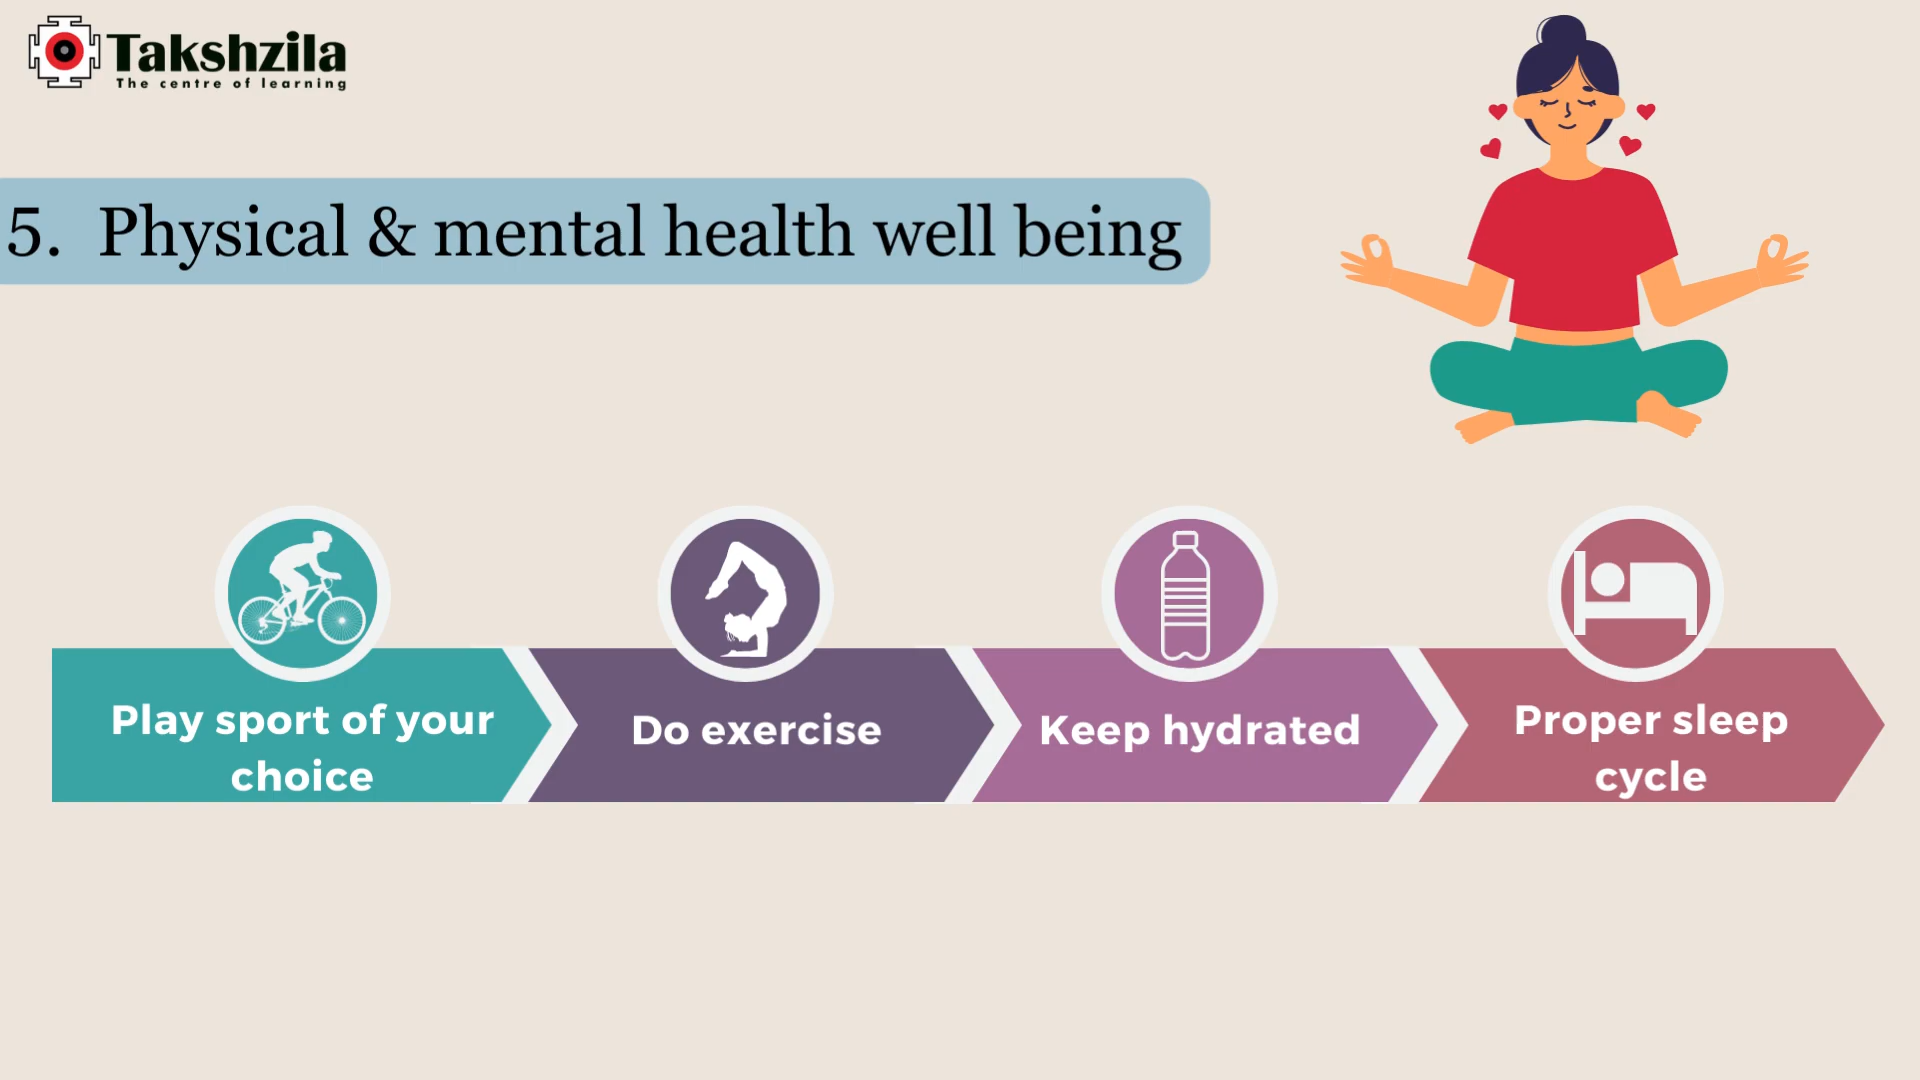 Takshzila
The centre of learning
5. Physical & mental health well being
Play sport of your
choice
Do exercise
Keep hydrated
Proper sleep
cycle